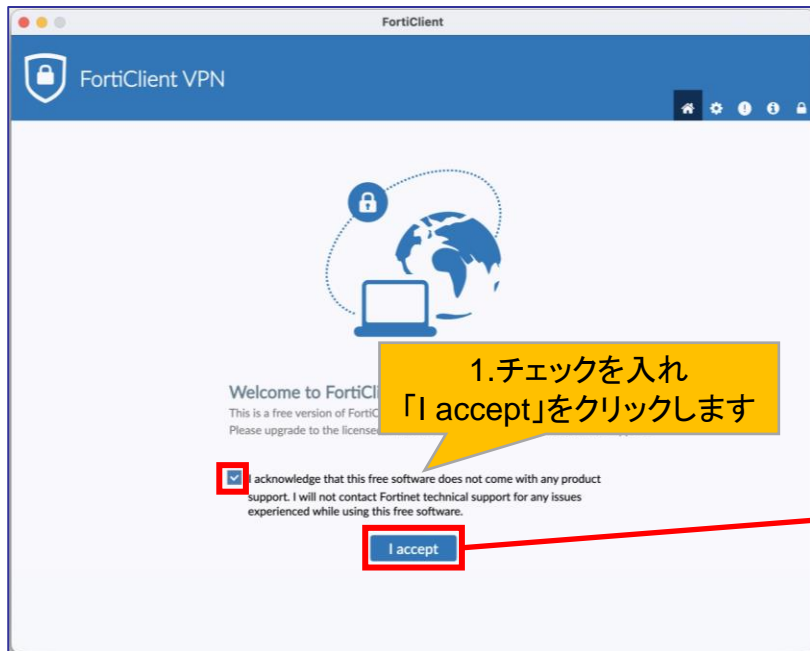 FortiClient
FortiClient VPN
Welcome to FortiCli
This is a free version of FortiC
Please upgrade to the license
1.チェックを入れ
「I accept」をクリックします
I acknowledge that this free software does not come with any product
support. I will not contact Fortinet technical support for any issues
experienced while using this free software.
I accept